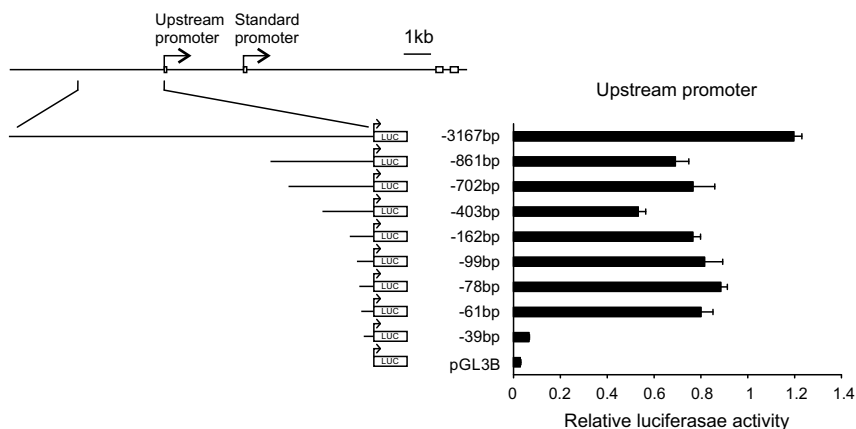 Upstream promoter
Standard promoter
1kb
Upstream promoter
LUC -3167bp
LUC -861bp
LUC -702bp
LUC -403bp
LUC -162bp
LUC -99bp
LUC -78bp
LUC -61bp
LUC -39bp
LUC pGL3B
0 0.2 0.4 0.6 0.8 1 1.2 1.4
Relative luciferasae activity